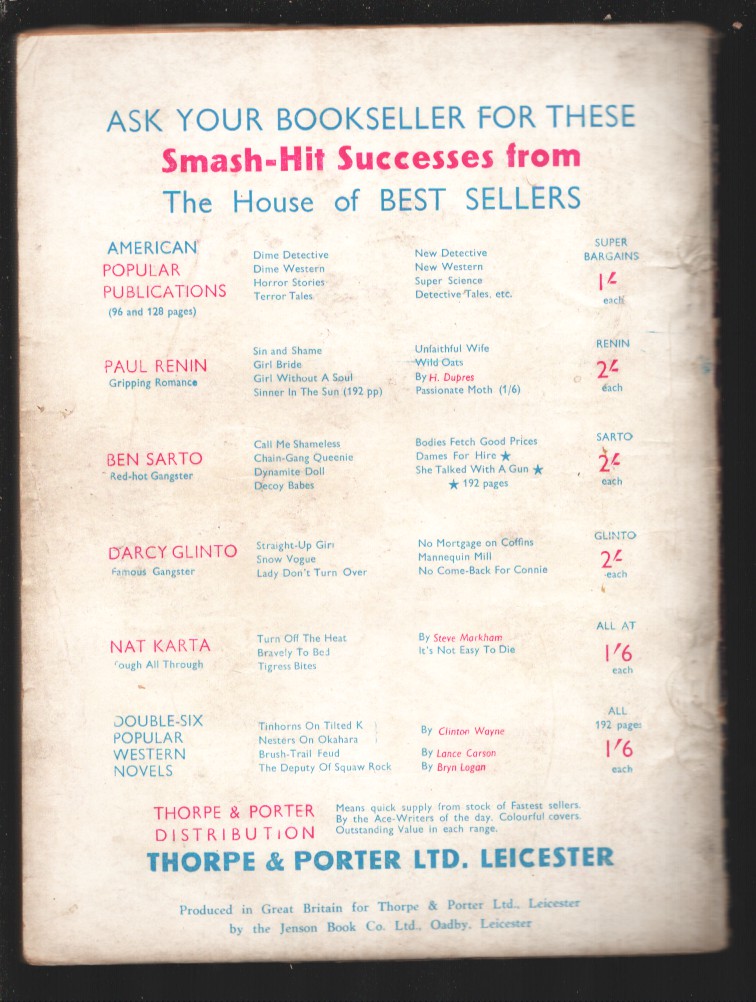 ASK YOUR BOOKSELLER FOR THESE
Smash-Hit Successes from
The House of BEST SELLERS
AMERICAN
POPULAR
PUBLICATIONS
(96 and 128 pages)
Dime Detective
Dime Western
Horror Stories
Terror Tales
New Detective
New Western
Super Science
Detective Tales, etc.
SUPER
BARGAINS
1/-
each
PAUL RENIN
Gripping Romance
Sin and Shame
Girl Bride
Girl Without A Soul
Sinner In The Sun (192 pp)
Unfaithful Wife
Wild Oats
By H. Dupres
Passionate Moth (1/6)
RENIN
2/-
each
BEN SARTO
Red-hot Gangster
Call Me Shameless
Chain-Gang Queenie
Dynamite Doll
Decoy Babes
Bodies Fetch Good Prices
Dames For Hire ★
She Talked With A Gun ★
★ 192 pages
SARTO
2/-
each
DARCY GLINTO
Famous Gangster
Straight-Up Girl
Snow Vogue
Lady Don't Turn Over
No Mortgage on Coffins
Mannequin Mill
No Come-Back For Connie
GLINTO
2/-
each
NAT KARTA
Tough All Through
Turn Off The Heat
Bravely To Bed
Tigress Bites
By Steve Markham
It's Not Easy To Die
ALL AT
1/6
each
DOUBLE-SIX
POPULAR
WESTERN
NOVELS
Tinhorns On Tilted K
Nesters On Okahara
Brush-Trail Feud
The Deputy Of Squaw Rock
By Clinton Wayne
By Lance Carson
By Bryn Logan
ALL
192 pages
1/6
each
THORPE & PORTER
DISTRIBUTION
Means quick supply from stock of Fastest sellers.
By the Ace-Writers of the day. Colourful covers.
Outstanding Value in each range.
THORPE & PORTER LTD. LEICESTER
Produced in Great Britain for Thorpe & Porter Ltd., Leicester
by the Jenson Book Co. Ltd., Oadby, Leicester